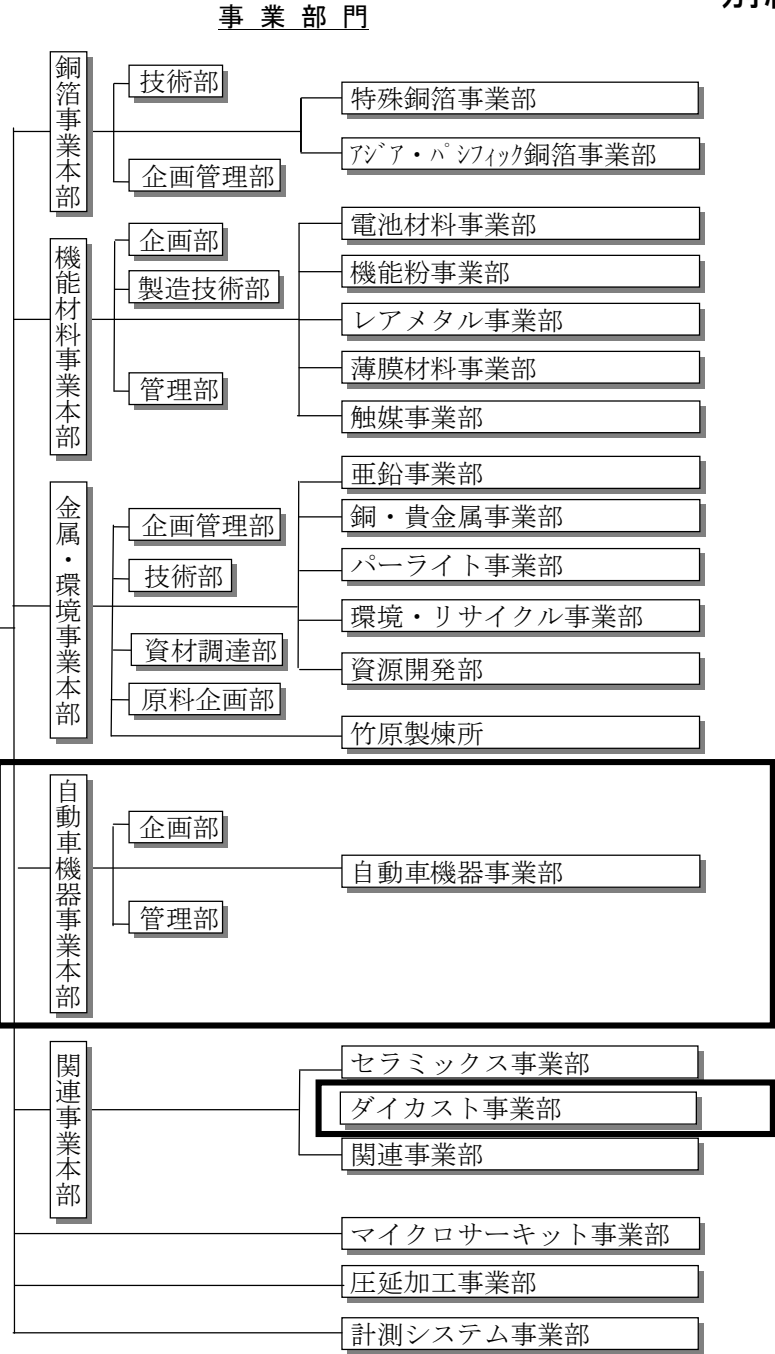 事業部門
銅箔事業本部
技術部
企画管理部
特殊銅箔事業部
アジア・パシフィック銅箔事業部
機能材料事業本部
企画部
製造技術部
管理部
電池材料事業部
機能粉事業部
レアメタル事業部
薄膜材料事業部
触媒事業部
金属・環境事業本部
企画管理部
技術部
資材調達部
原料企画部
亜鉛事業部
銅・貴金属事業部
パーライト事業部
環境・リサイクル事業部
資源開発部
竹原製煉所
自動車機器事業本部
企画部
管理部
自動車機器事業部
関連事業本部
セラミックス事業部
ダイカスト事業部
関連事業部
マイクロサーキット事業部
圧延加工事業部
計測システム事業部